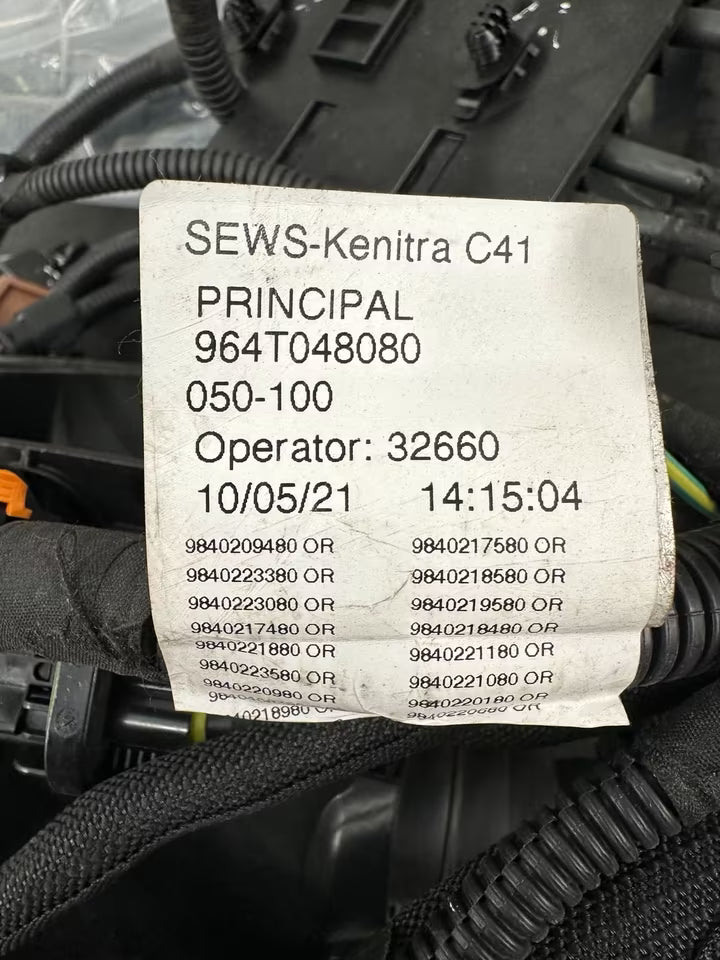 SEWS-Kenitra C41
PRINCIPAL
964T048080
050-100
Operator: 32660
10/05/21 14:15:04
9840209480 OR 9840217580 OR
9840223380 OR 9840218580 OR
9840223080 OR 9840219580 OR
9840217480 OR 9840218480 OR
9840221880 OR 9840221180 OR
9840223580 OR 9840221080 OR
9840220980 OR 9840220180 OR